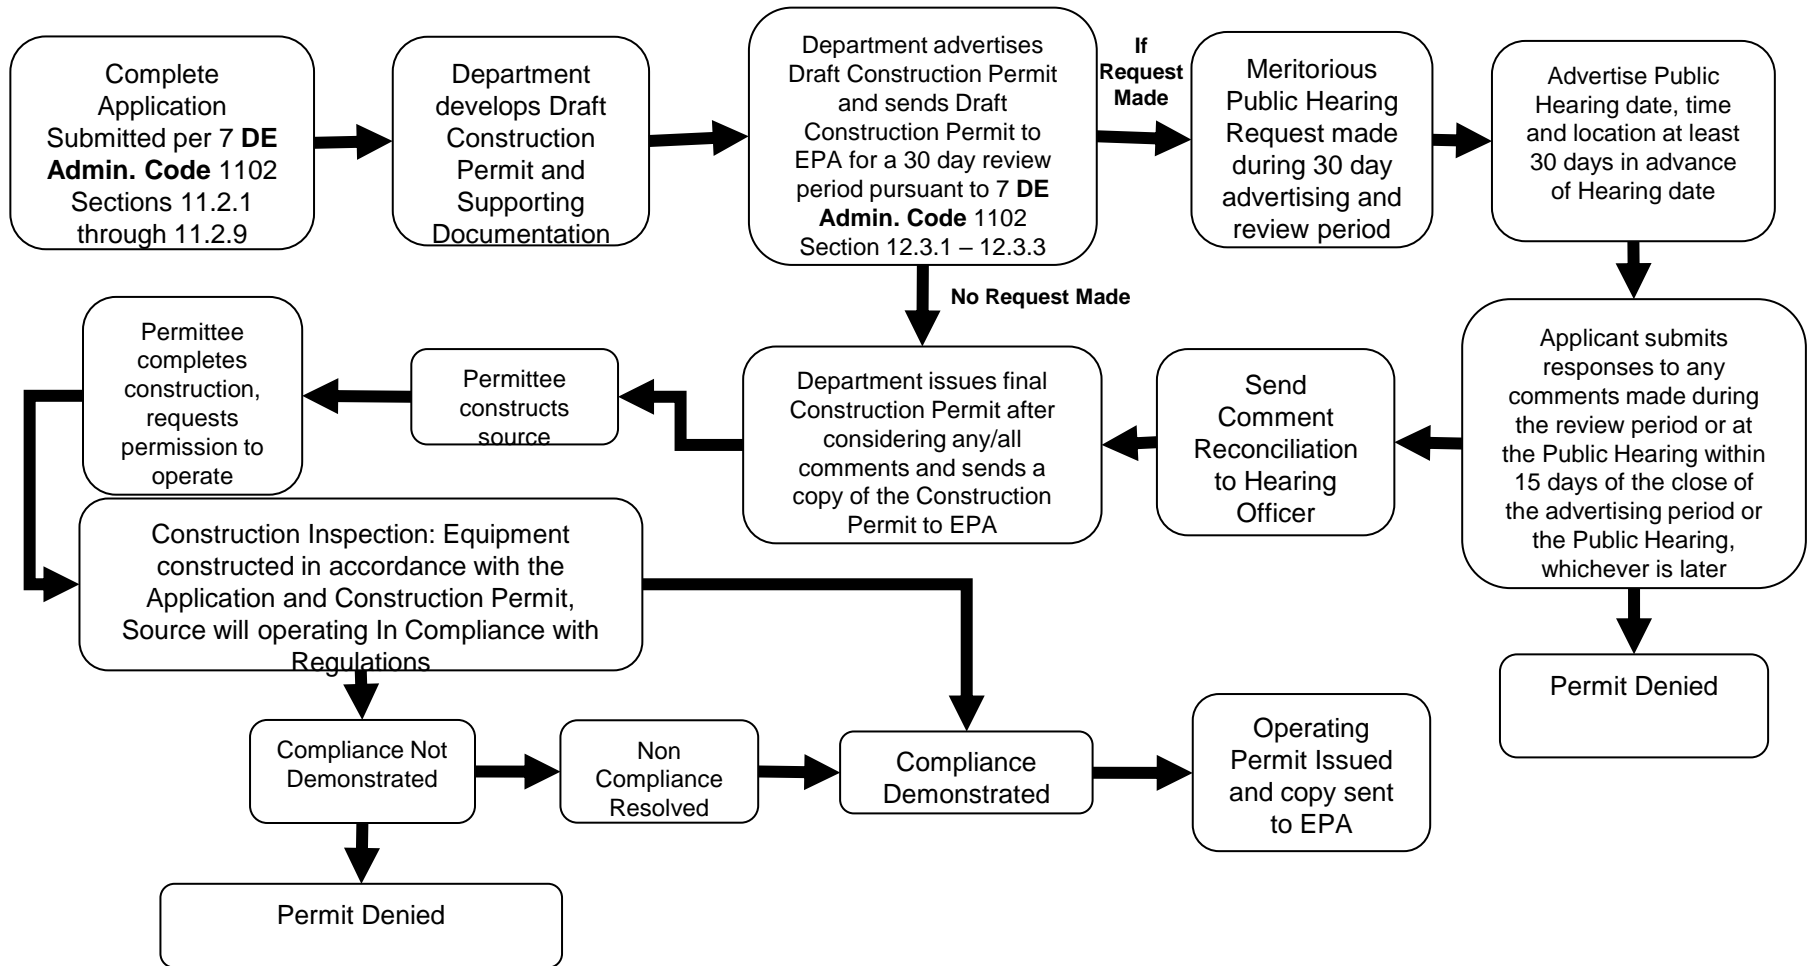 Complete
Application
Submitted per 7 DE
Admin. Code 1102
Sections 11.2.1
through 11.2.9
Department
develops Draft
Construction
Permit and
Supporting
Documentation
Department advertises
Draft Construction Permit
and sends Draft
Construction Permit to
EPA for a 30 day review
period pursuant to 7 DE
Admin. Code 1102
Section 12.3.1 – 12.3.3
If
Request
Made
Meritorious
Public Hearing
Request made
during 30 day
advertising and
review period
Advertise Public
Hearing date, time
and location at least
30 days in advance
of Hearing date
No Request Made
Applicant submits
responses to any
comments made during
the review period or at
the Public Hearing within
15 days of the close of
the advertising period or
the Public Hearing,
whichever is later
Send
Comment
Reconciliation
to Hearing
Officer
Department issues final
Construction Permit after
considering any/all
comments and sends a
copy of the Construction
Permit to EPA
Permittee
constructs
source
Permittee
completes
construction,
requests
permission to
operate
Construction Inspection: Equipment
constructed in accordance with the
Application and Construction Permit,
Source will operating In Compliance with
Regulations
Permit Denied
Compliance Not
Demonstrated
Non
Compliance
Resolved
Compliance
Demonstrated
Operating
Permit Issued
and copy sent
to EPA
Permit Denied